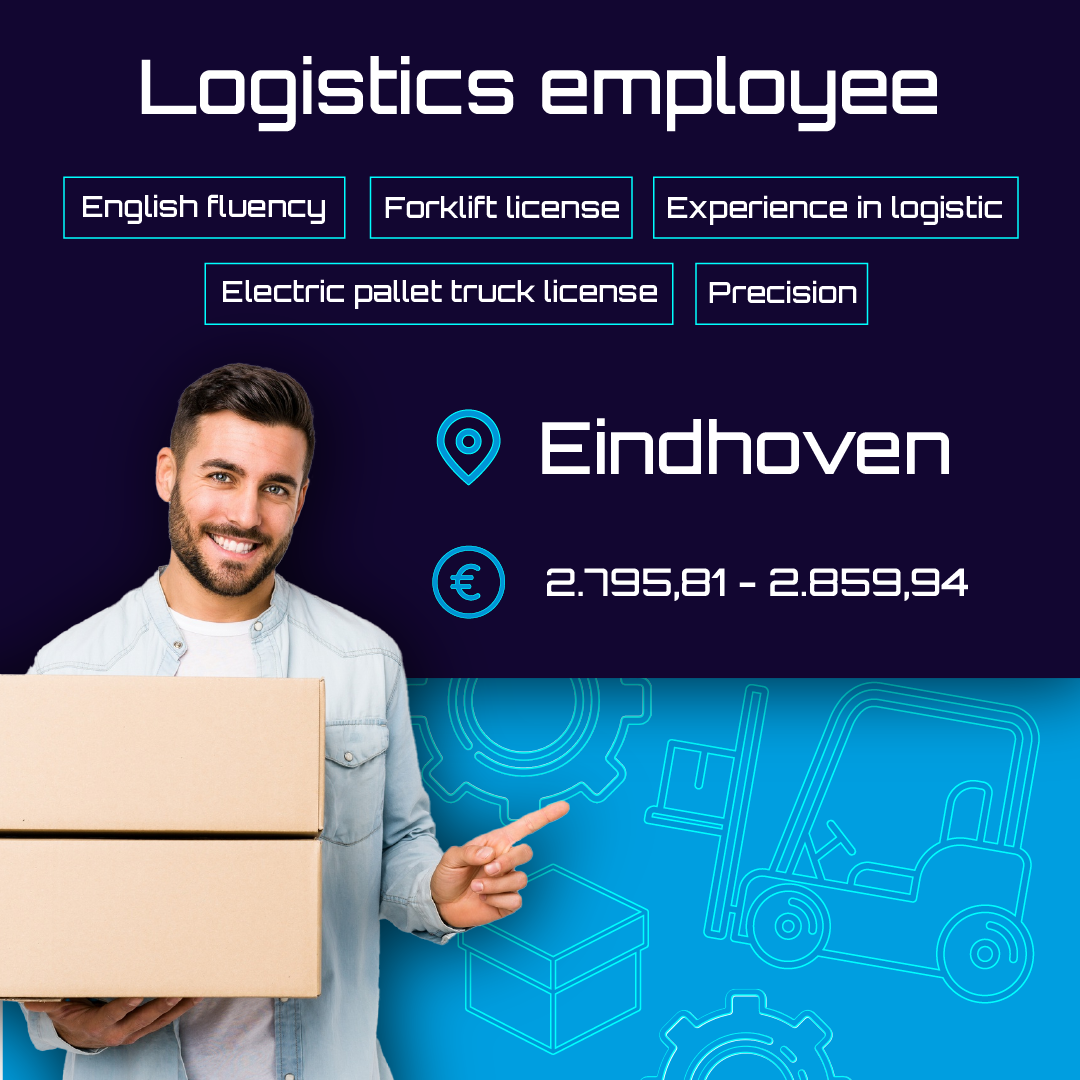 Logistics employee
English fluency Forklift license Experience in logistic
Electric pallet truck license Precision
Eindhoven
€ 2.795,81 - 2.859,94